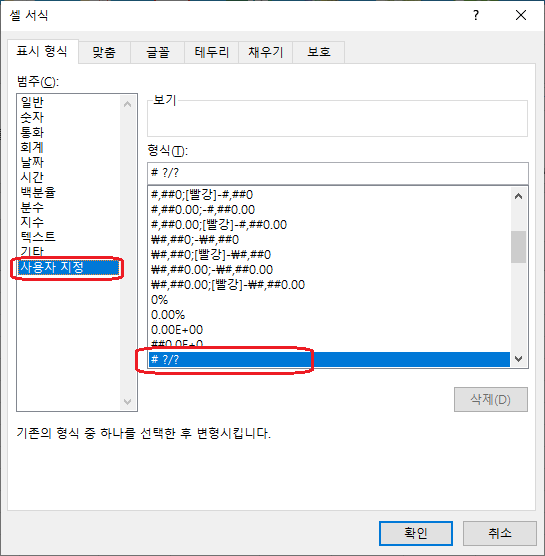 셀 서식
표시 형식 맞춤 글꼴 테두리 채우기 보호
범주(C):
일반
숫자
통화
회계
날짜
시간
백분율
분수
지수
텍스트
기타
사용자 지정
보기
형식(T):
# ?/?
#,##0;[빨강]-#,##0
#,##0.00;-#,##0.00
#,##0.00;[빨강]-#,##0.00
₩#,##0;-₩#,##0
₩#,##0;[빨강]-₩#,##0
₩#,##0.00;-₩#,##0.00
₩#,##0.00;[빨강]-₩#,##0.00
0%
0.00%
0.00E+00
##0.0E+0
# ?/?
삭제(D)
기존의 형식 중 하나를 선택한 후 변형시킵니다.
확인 취소